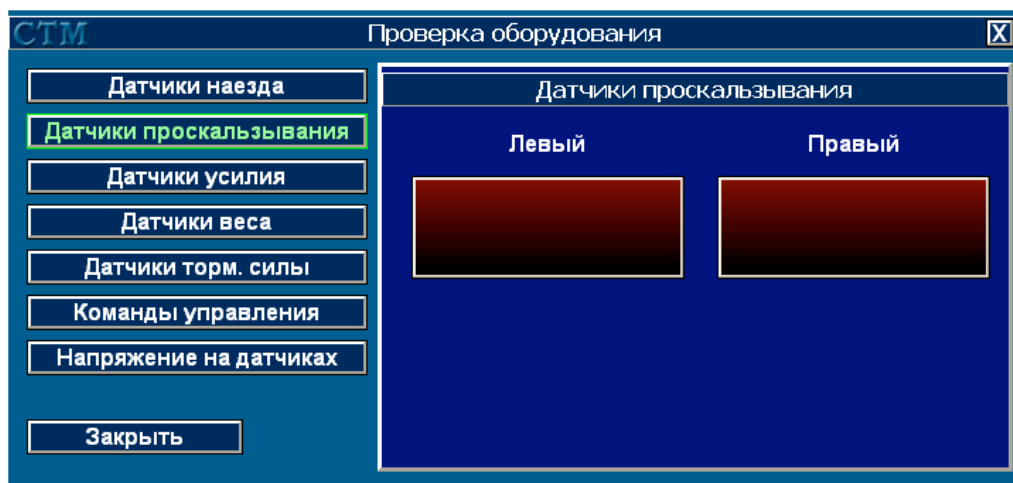 СТМ
Проверка оборудования
X
Датчики наезда
Датчики проскальзывания
Датчики усилия
Датчики веса
Датчики торм. силы
Команды управления
Напряжение на датчиках
Закрыть
Датчики проскальзывания
Левый
Правый